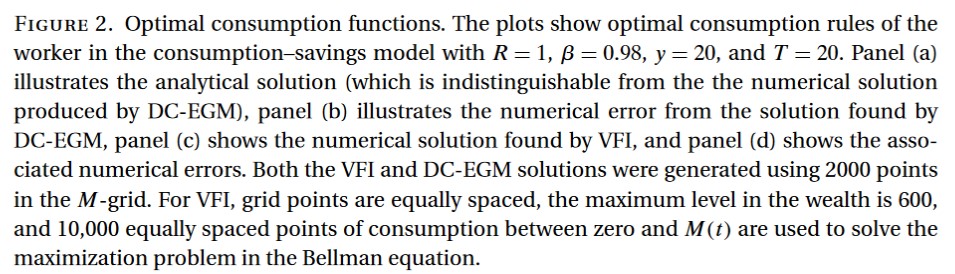 FIGURE 2. Optimal consumption functions. The plots show optimal consumption rules of the
worker in the consumption–savings model with R = 1, β = 0.98, y = 20, and T = 20. Panel (a)
illustrates the analytical solution (which is indistinguishable from the the numerical solution
produced by DC-EGM), panel (b) illustrates the numerical error from the solution found by
DC-EGM, panel (c) shows the numerical solution found by VFI, and panel (d) shows the asso-
ciated numerical errors. Both the VFI and DC-EGM solutions were generated using 2000 points
in the M-grid. For VFI, grid points are equally spaced, the maximum level in the wealth is 600,
and 10,000 equally spaced points of consumption between zero and M(t) are used to solve the
maximization problem in the Bellman equation.